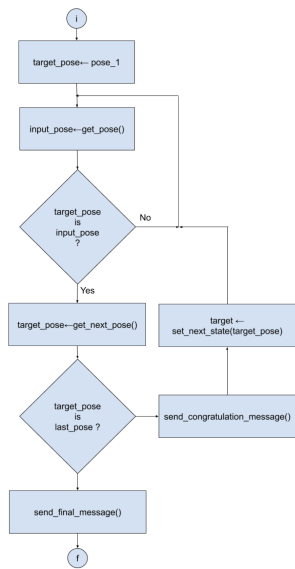 i
target_pose← pose_1
input_pose←get_pose()
target_pose
is
input_pose
?
No
Yes
target_pose←get_next_pose()
target ←
set_next_state(target_pose)
target_pose
is
last_pose ?
send_congratulation_message()
send_final_message()
f